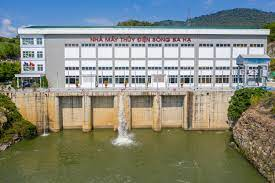 NHÀ MÁY THỦY ĐIỆN SÔNG BA HẠ